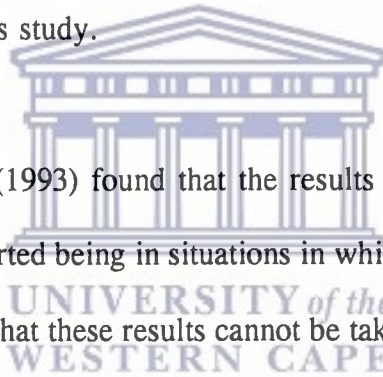 s study.
(1993) found that the results
rted being in situations in whi
UNIVERSITY of the
hat these results cannot be tak
WESTERN CAPE